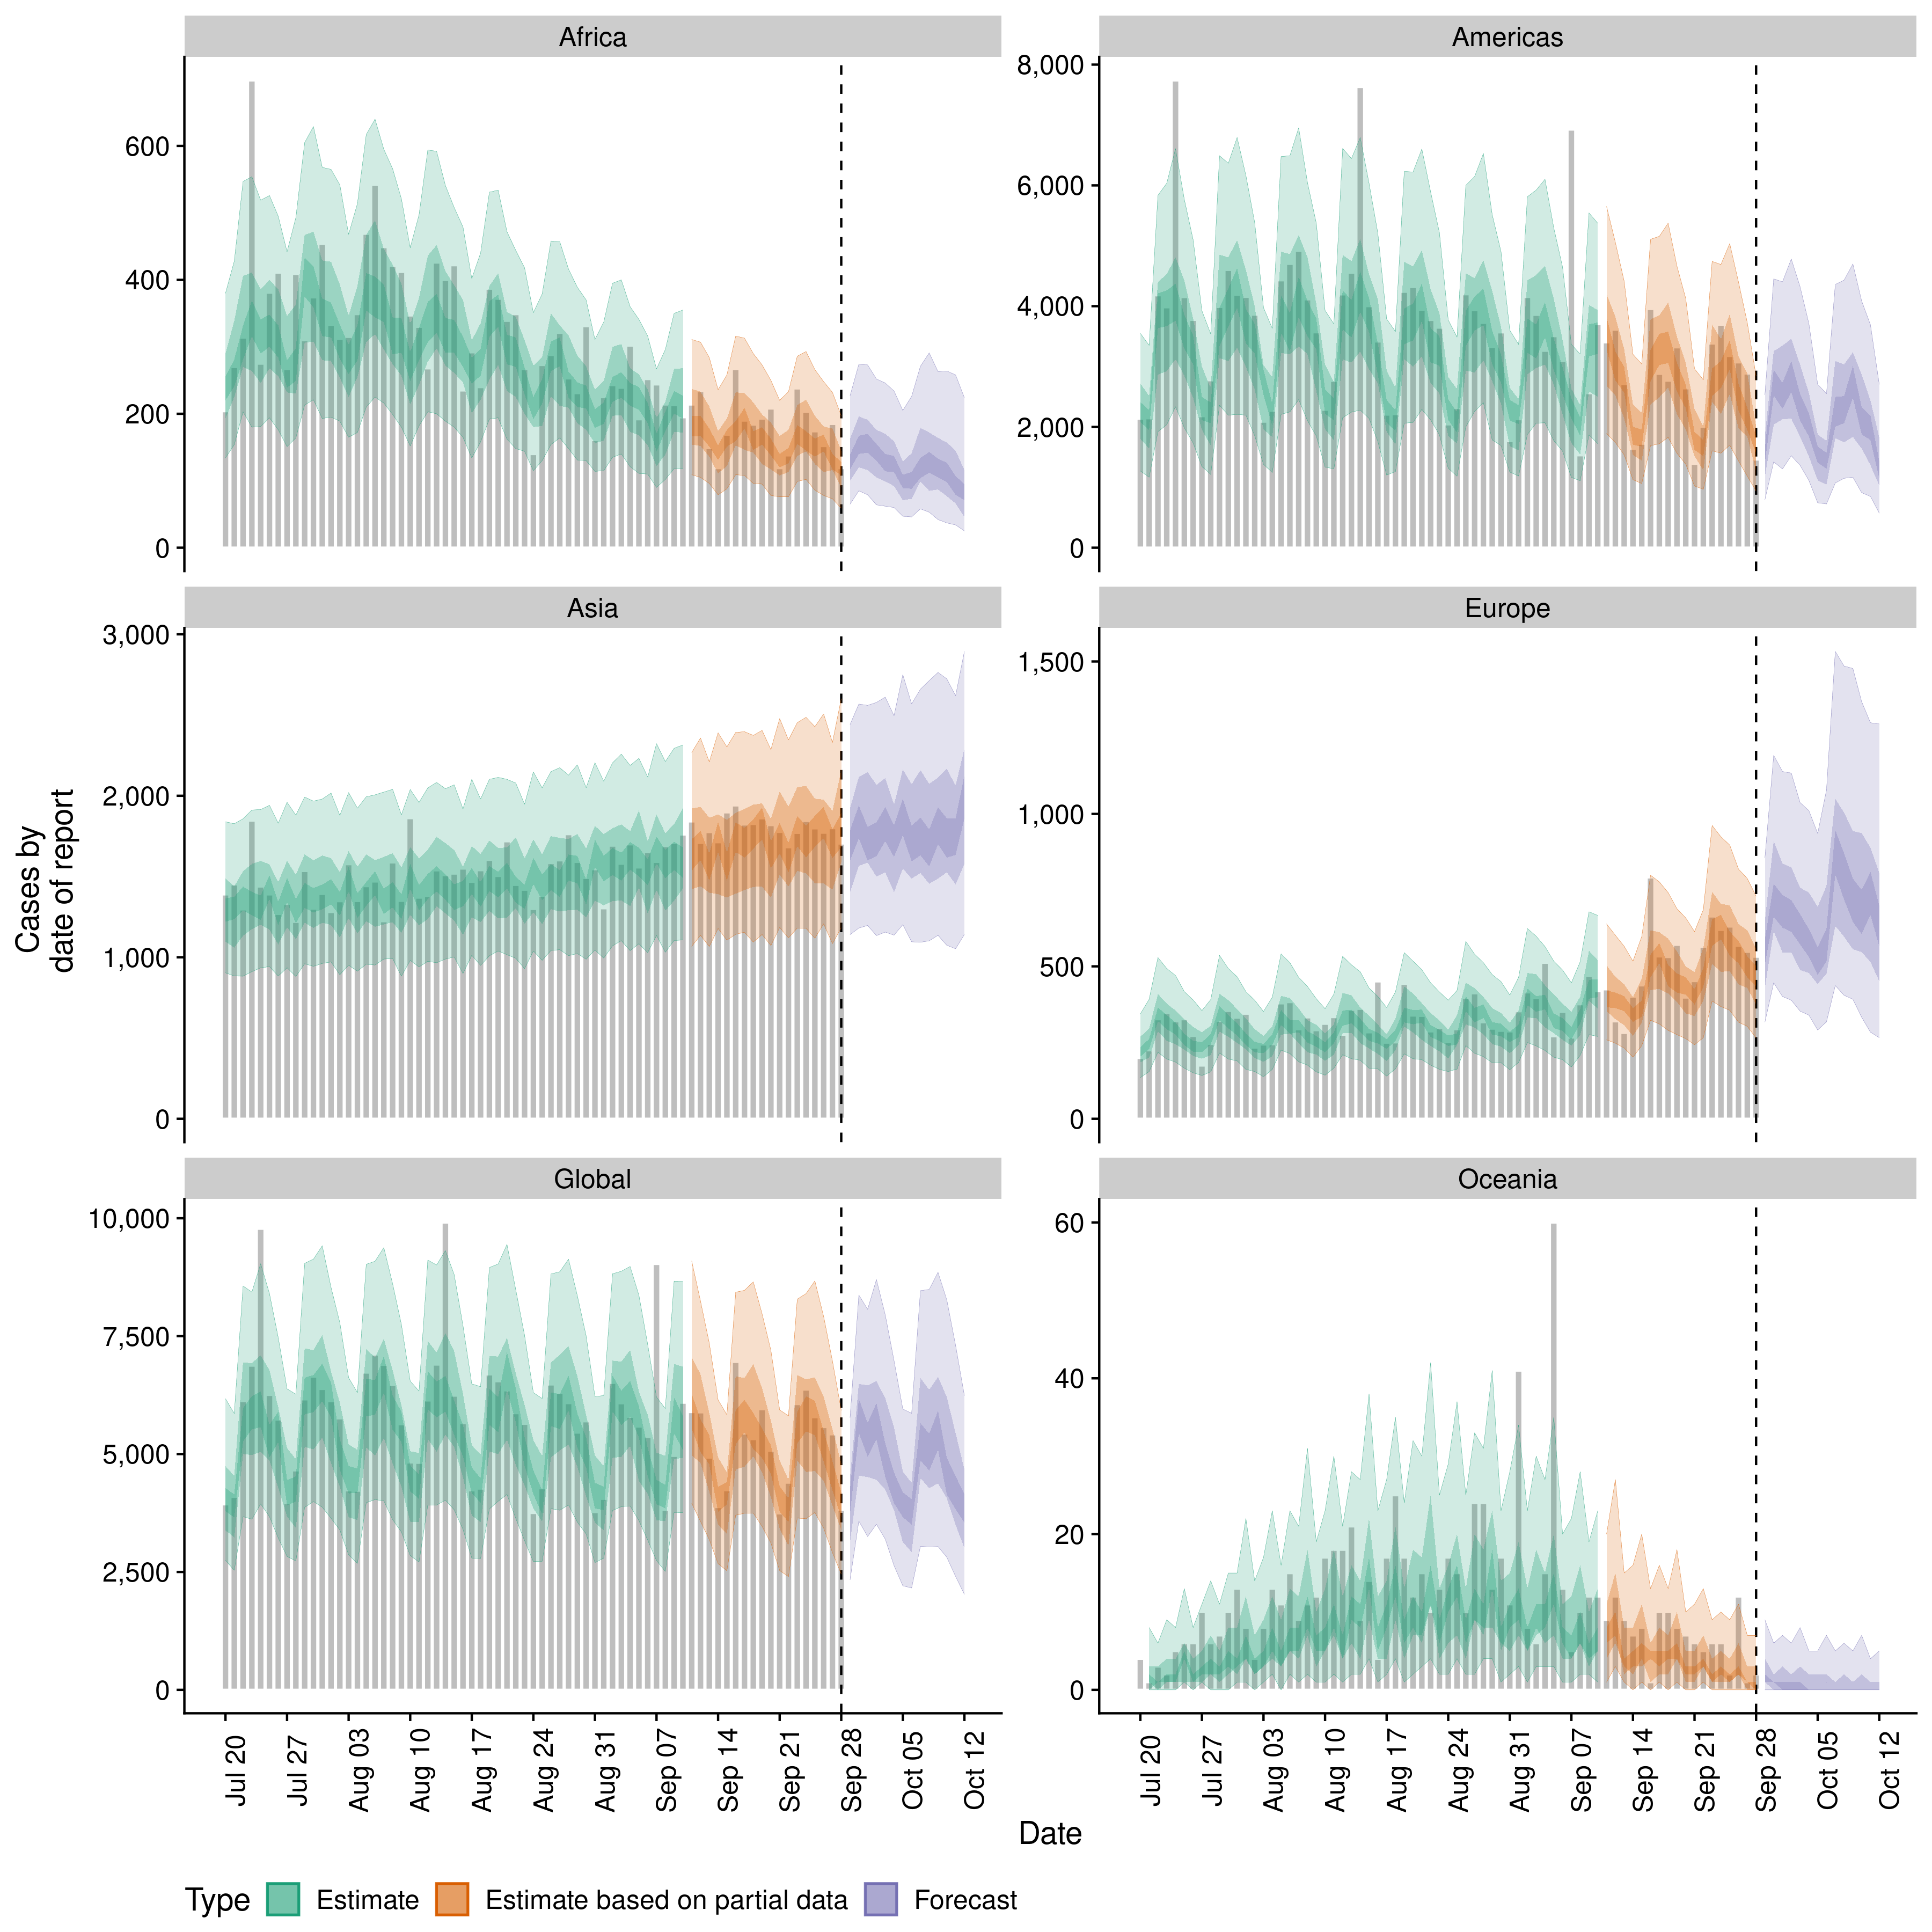 Africa
Americas
600
400
200
0
8,000
6,000
4,000
2,000
0
Asia
Europe
3,000
2,000
1,000
0
1,500
1,000
500
0
Cases by
date of report
Global
Oceania
10,000
7,500
5,000
2,500
0
60
40
20
0
Jul 20 Jul 27 Aug 03 Aug 10 Aug 17 Aug 24 Aug 31 Sep 07 Sep 14 Sep 21 Sep 28 Oct 05 Oct 12
Jul 20 Jul 27 Aug 03 Aug 10 Aug 17 Aug 24 Aug 31 Sep 07 Sep 14 Sep 21 Sep 28 Oct 05 Oct 12
Date
Type Estimate Estimate based on partial data Forecast